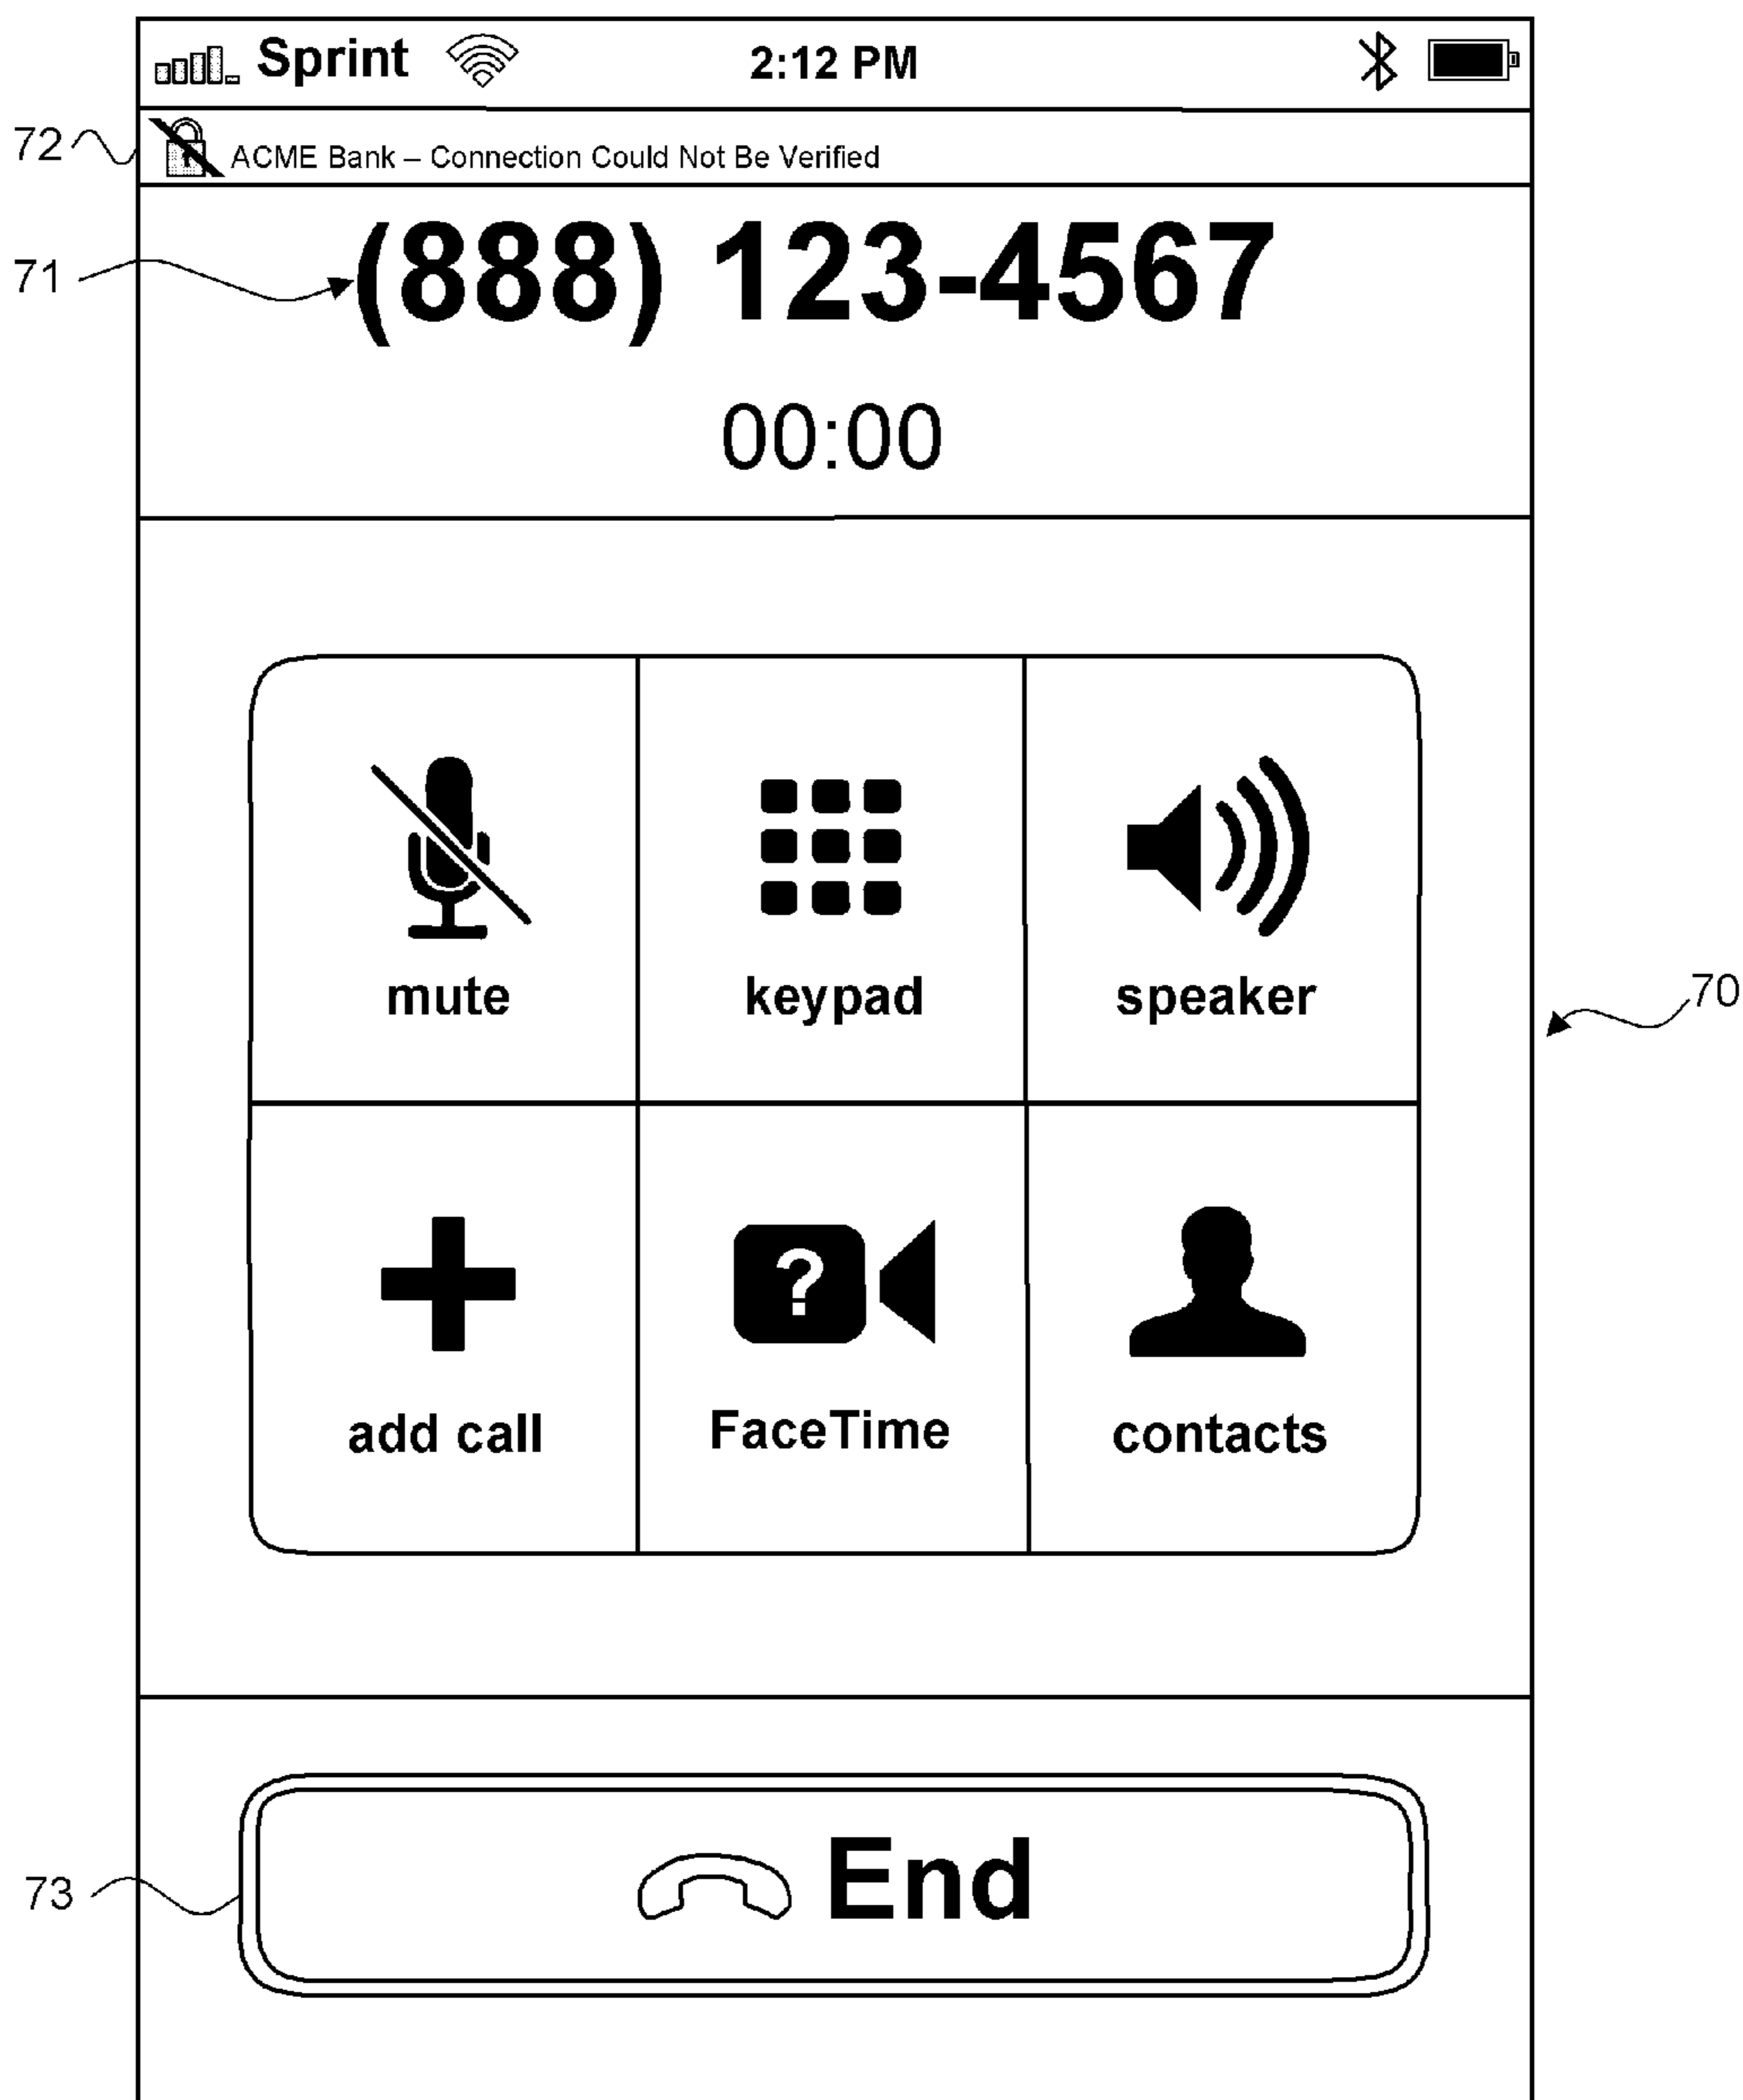 Sprint 2:12 PM
72
ACME Bank – Connection Could Not Be Verified
71
(888) 123-4567
00:00
mute keypad speaker
70
?
add call FaceTime contacts
73
End